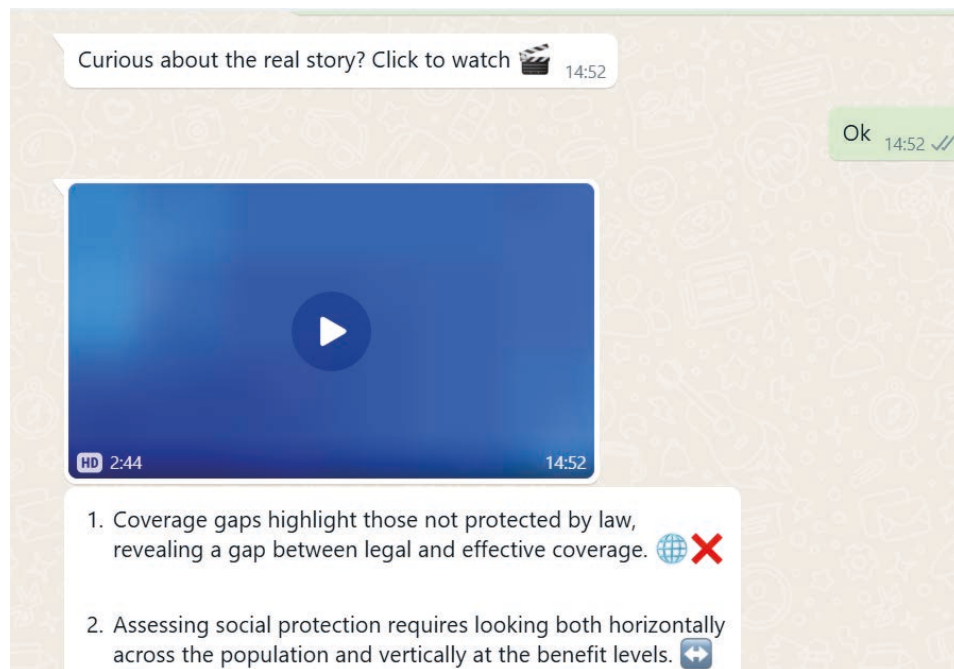 Curious about the real story? Click to watch 🎬 14:52
Ok 14:52
HD 2:44 14:52
1. Coverage gaps highlight those not protected by law,
revealing a gap between legal and effective coverage. 🌐❌
2. Assessing social protection requires looking both horizontally
across the population and vertically at the benefit levels. ↔️